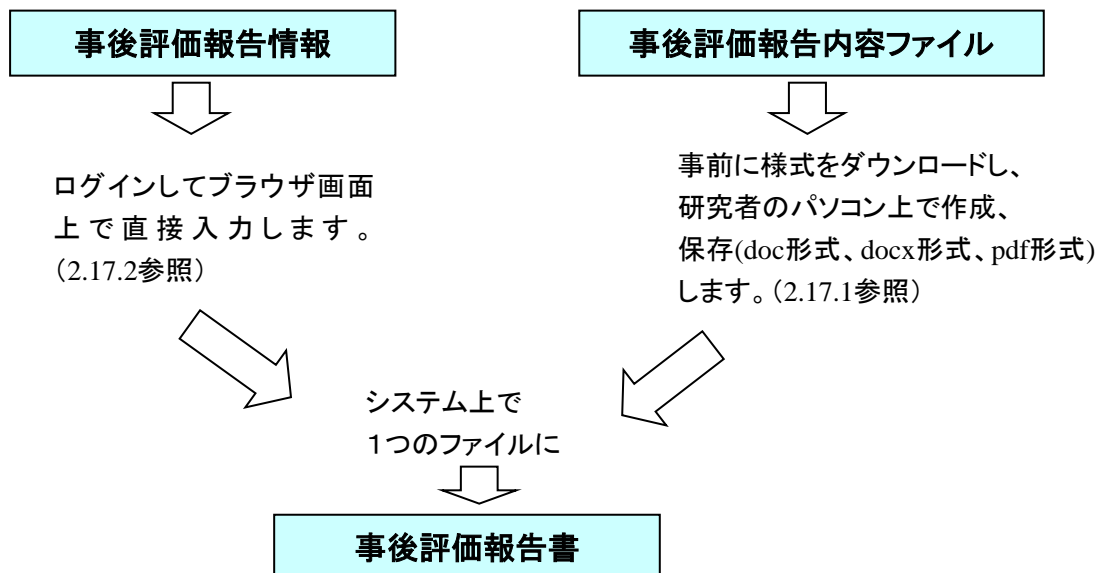 事後評価報告情報
ログインしてブラウザ画面
上で直接入力します。
(2.17.2参照)
事後評価報告内容ファイル
事前に様式をダウンロードし、
研究者のパソコン上で作成、
保存(doc形式、docx形式、pdf形式)
します。(2.17.1参照)
システム上で
１つのファイルに
事後評価報告書